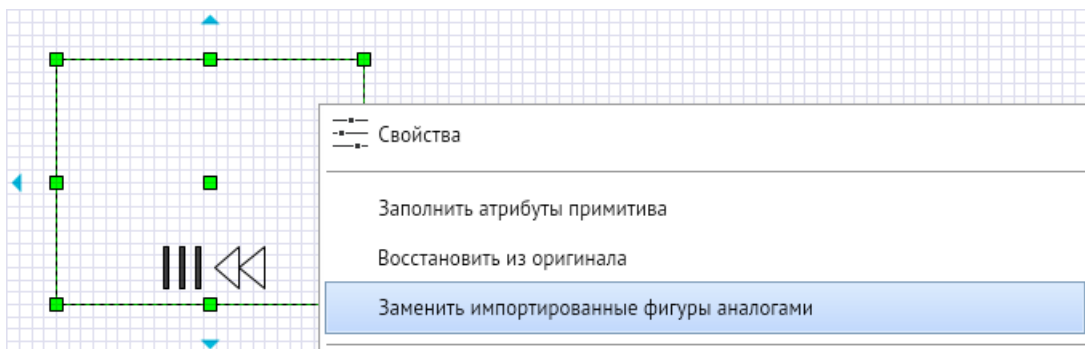 Свойства
Заполнить атрибуты примитива
Восстановить из оригинала
Заменить импортированные фигуры аналогами